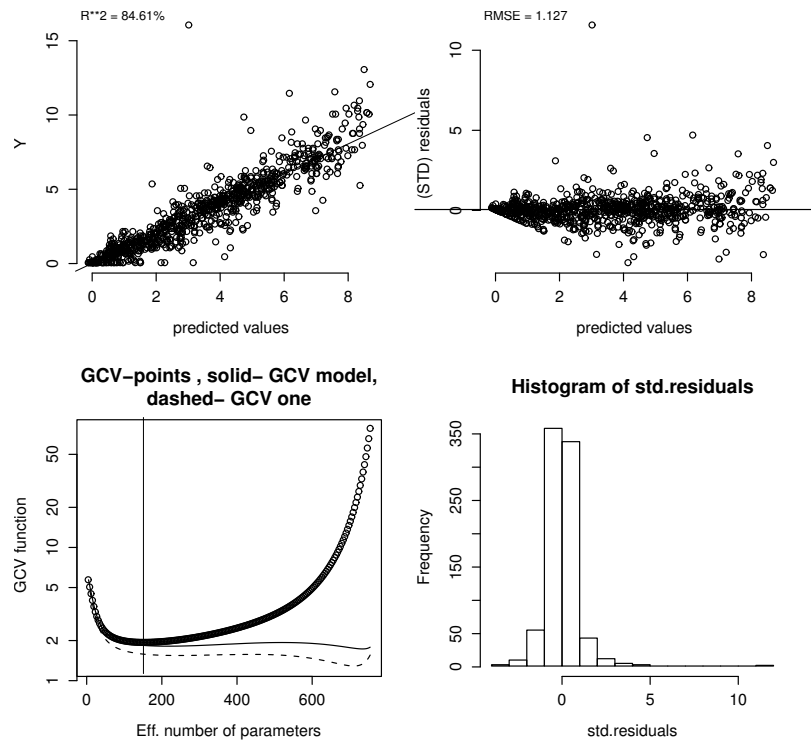 R**2 = 84.61%
Y
15
10
5
0
0 2 4 6 8
predicted values
RMSE = 1.127
(STD) residuals
10
5
0
0 2 4 6 8
predicted values
GCV−points , solid− GCV model,
dashed− GCV one
GCV function
50
20
10
5
2
1
0 200 400 600
Eff. number of parameters
Histogram of std.residuals
Frequency
350
250
150
50
0
0 5 10
std.residuals